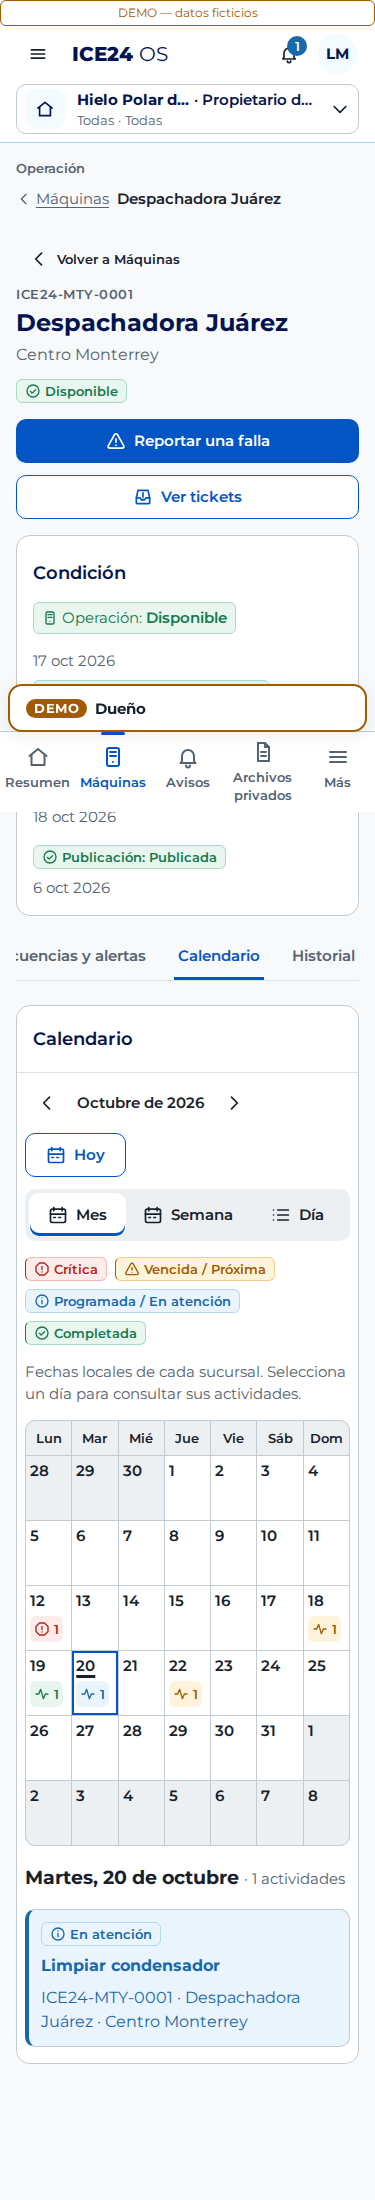 DEMO — datos ficticios
ICE24 OS
1
LM
Hielo Polar d... · Propietario d...
Todas · Todas
Operación
Máquinas Despachadora Juárez
Volver a Máquinas
ICE24-MTY-0001
Despachadora Juárez
Centro Monterrey
Disponible
Reportar una falla
Ver tickets
Condición
Operación: Disponible
17 oct 2026
DEMO Dueño
Resumen Máquinas Avisos Archivos privados Más
18 oct 2026
Publicación: Publicada
6 oct 2026
cuencias y alertas Calendario Historial
Calendario
Octubre de 2026
Hoy
Mes Semana Día
Crítica Vencida / Próxima
Programada / En atención
Completada
Fechas locales de cada sucursal. Selecciona
un día para consultar sus actividades.
Lun Mar Mié Jue Vie Sáb Dom
28 29 30 1 2 3 4
5 6 7 8 9 10 11
12 13 14 15 16 17 18
1 1
19 20 21 22 23 24 25
1 1 1
26 27 28 29 30 31 1
2 3 4 5 6 7 8
Martes, 20 de octubre · 1 actividades
En atención
Limpiar condensador
ICE24-MTY-0001 · Despachadora
Juárez · Centro Monterrey